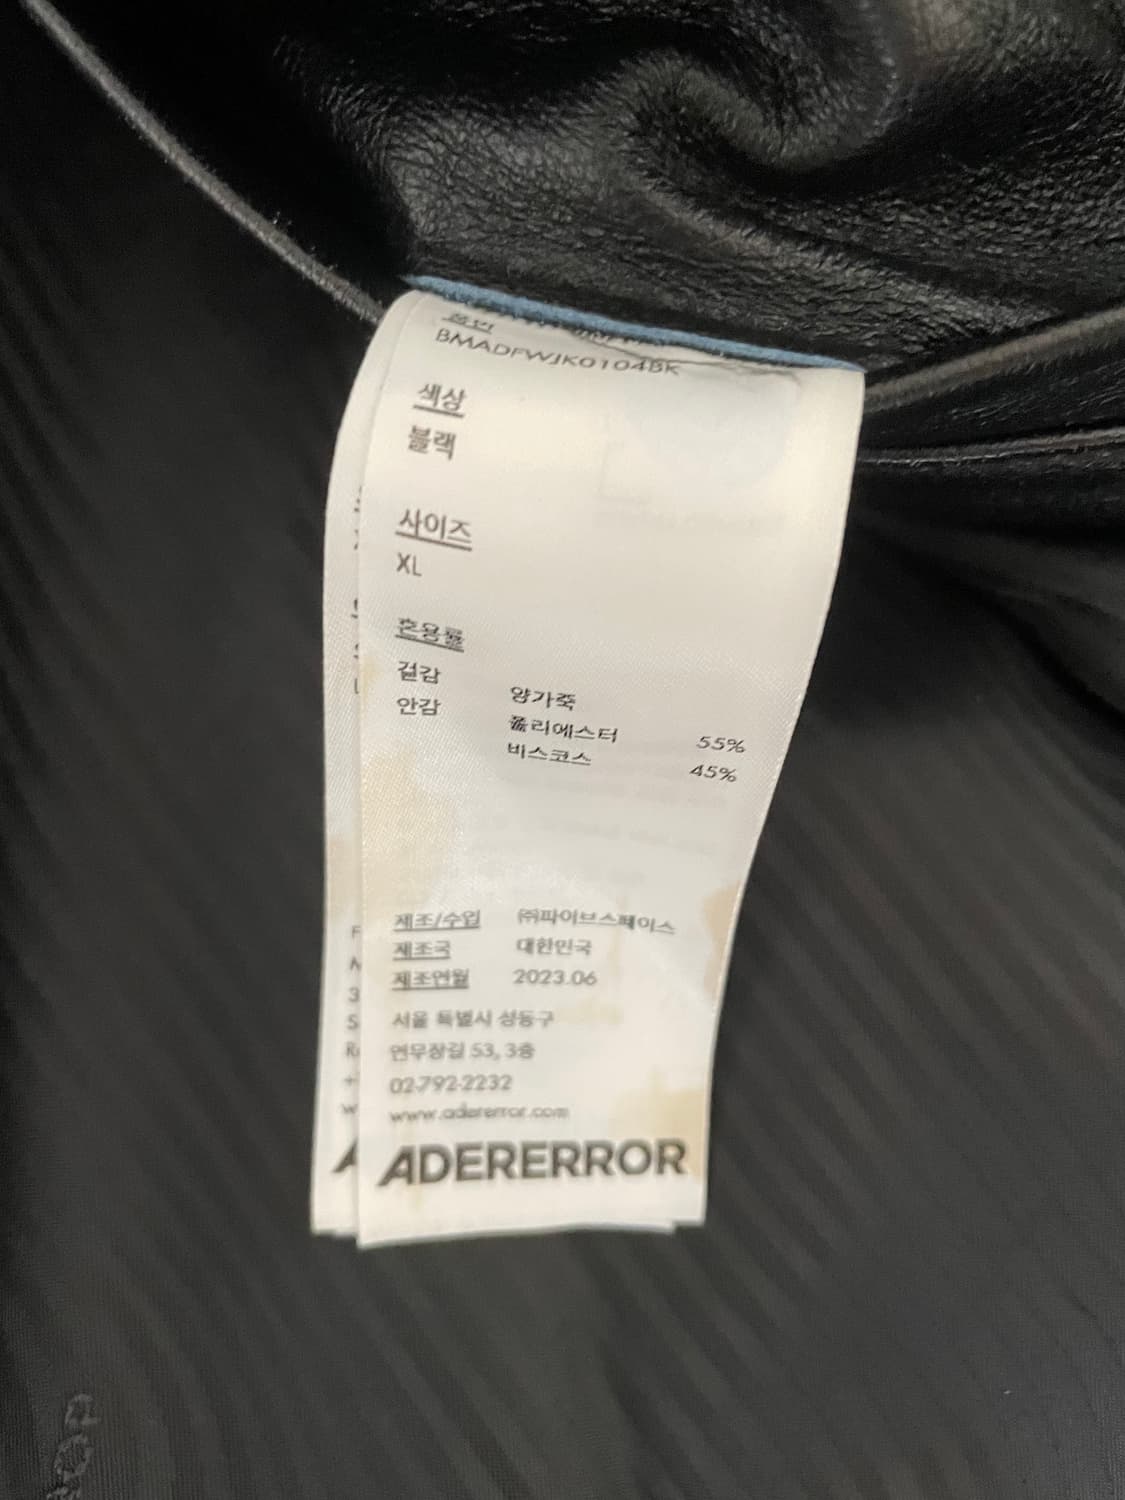 품번
BMADFWJK0104BK
색상
블랙
사이즈
XL
혼용률
겉감 양가죽
안감 폴리에스터 55%
비스코스 45%
제조/수입 ㈜파이브스페이스
제조국 대한민국
제조연월 2023.06
서울 특별시 성동구
연무장길 53, 3층
02-792-2232
www.adererror.com
ADERERROR